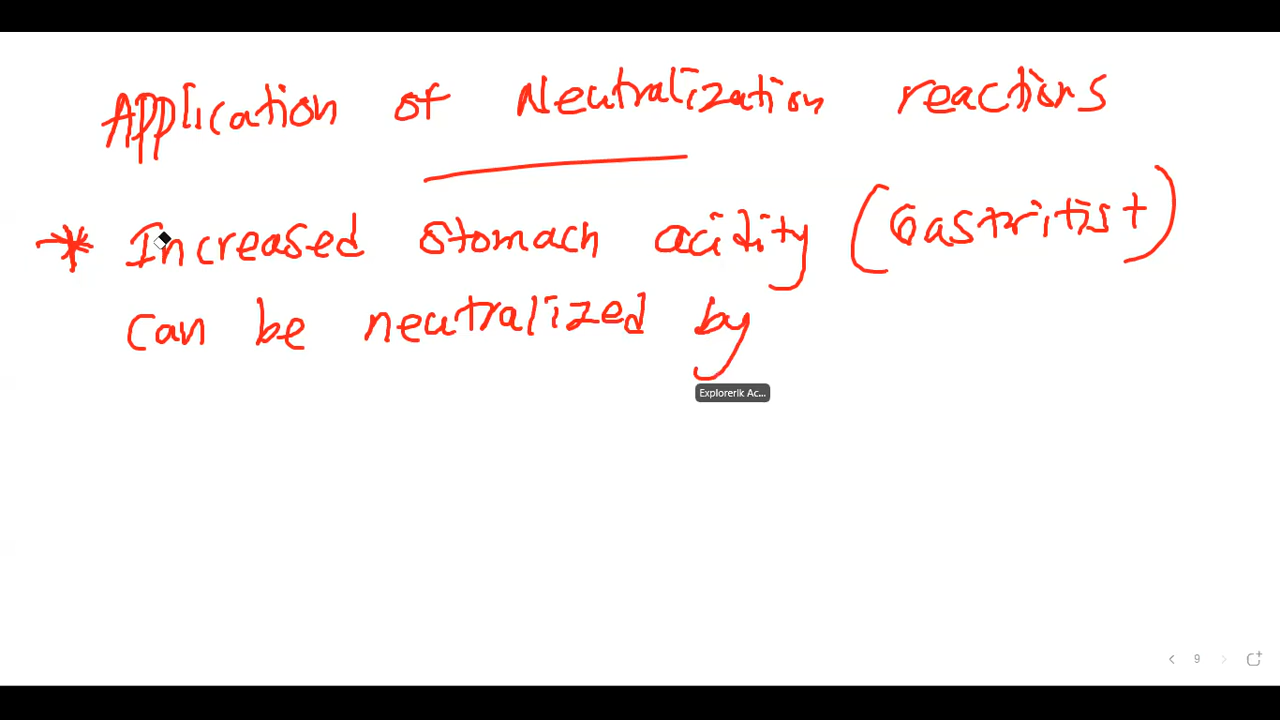 Application of Neutralization reactions
* Increased stomach acidity (Gastritist)
can be neutralized by
Explorerik Ac...
9